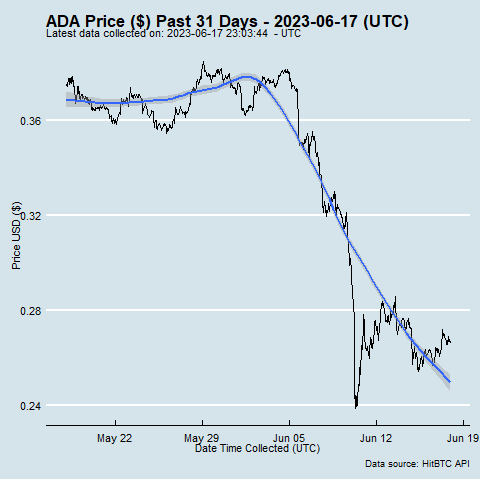 ADA Price ($) Past 31 Days - 2023-06-17 (UTC)
Latest data collected on: 2023-06-17 23:03:44  - UTC
Price USD ($)
0.36
0.32
0.28
0.24
May 22
May 29
Jun 05
Jun 12
Jun 19
Date Time Collected (UTC)
Data source: HitBTC API